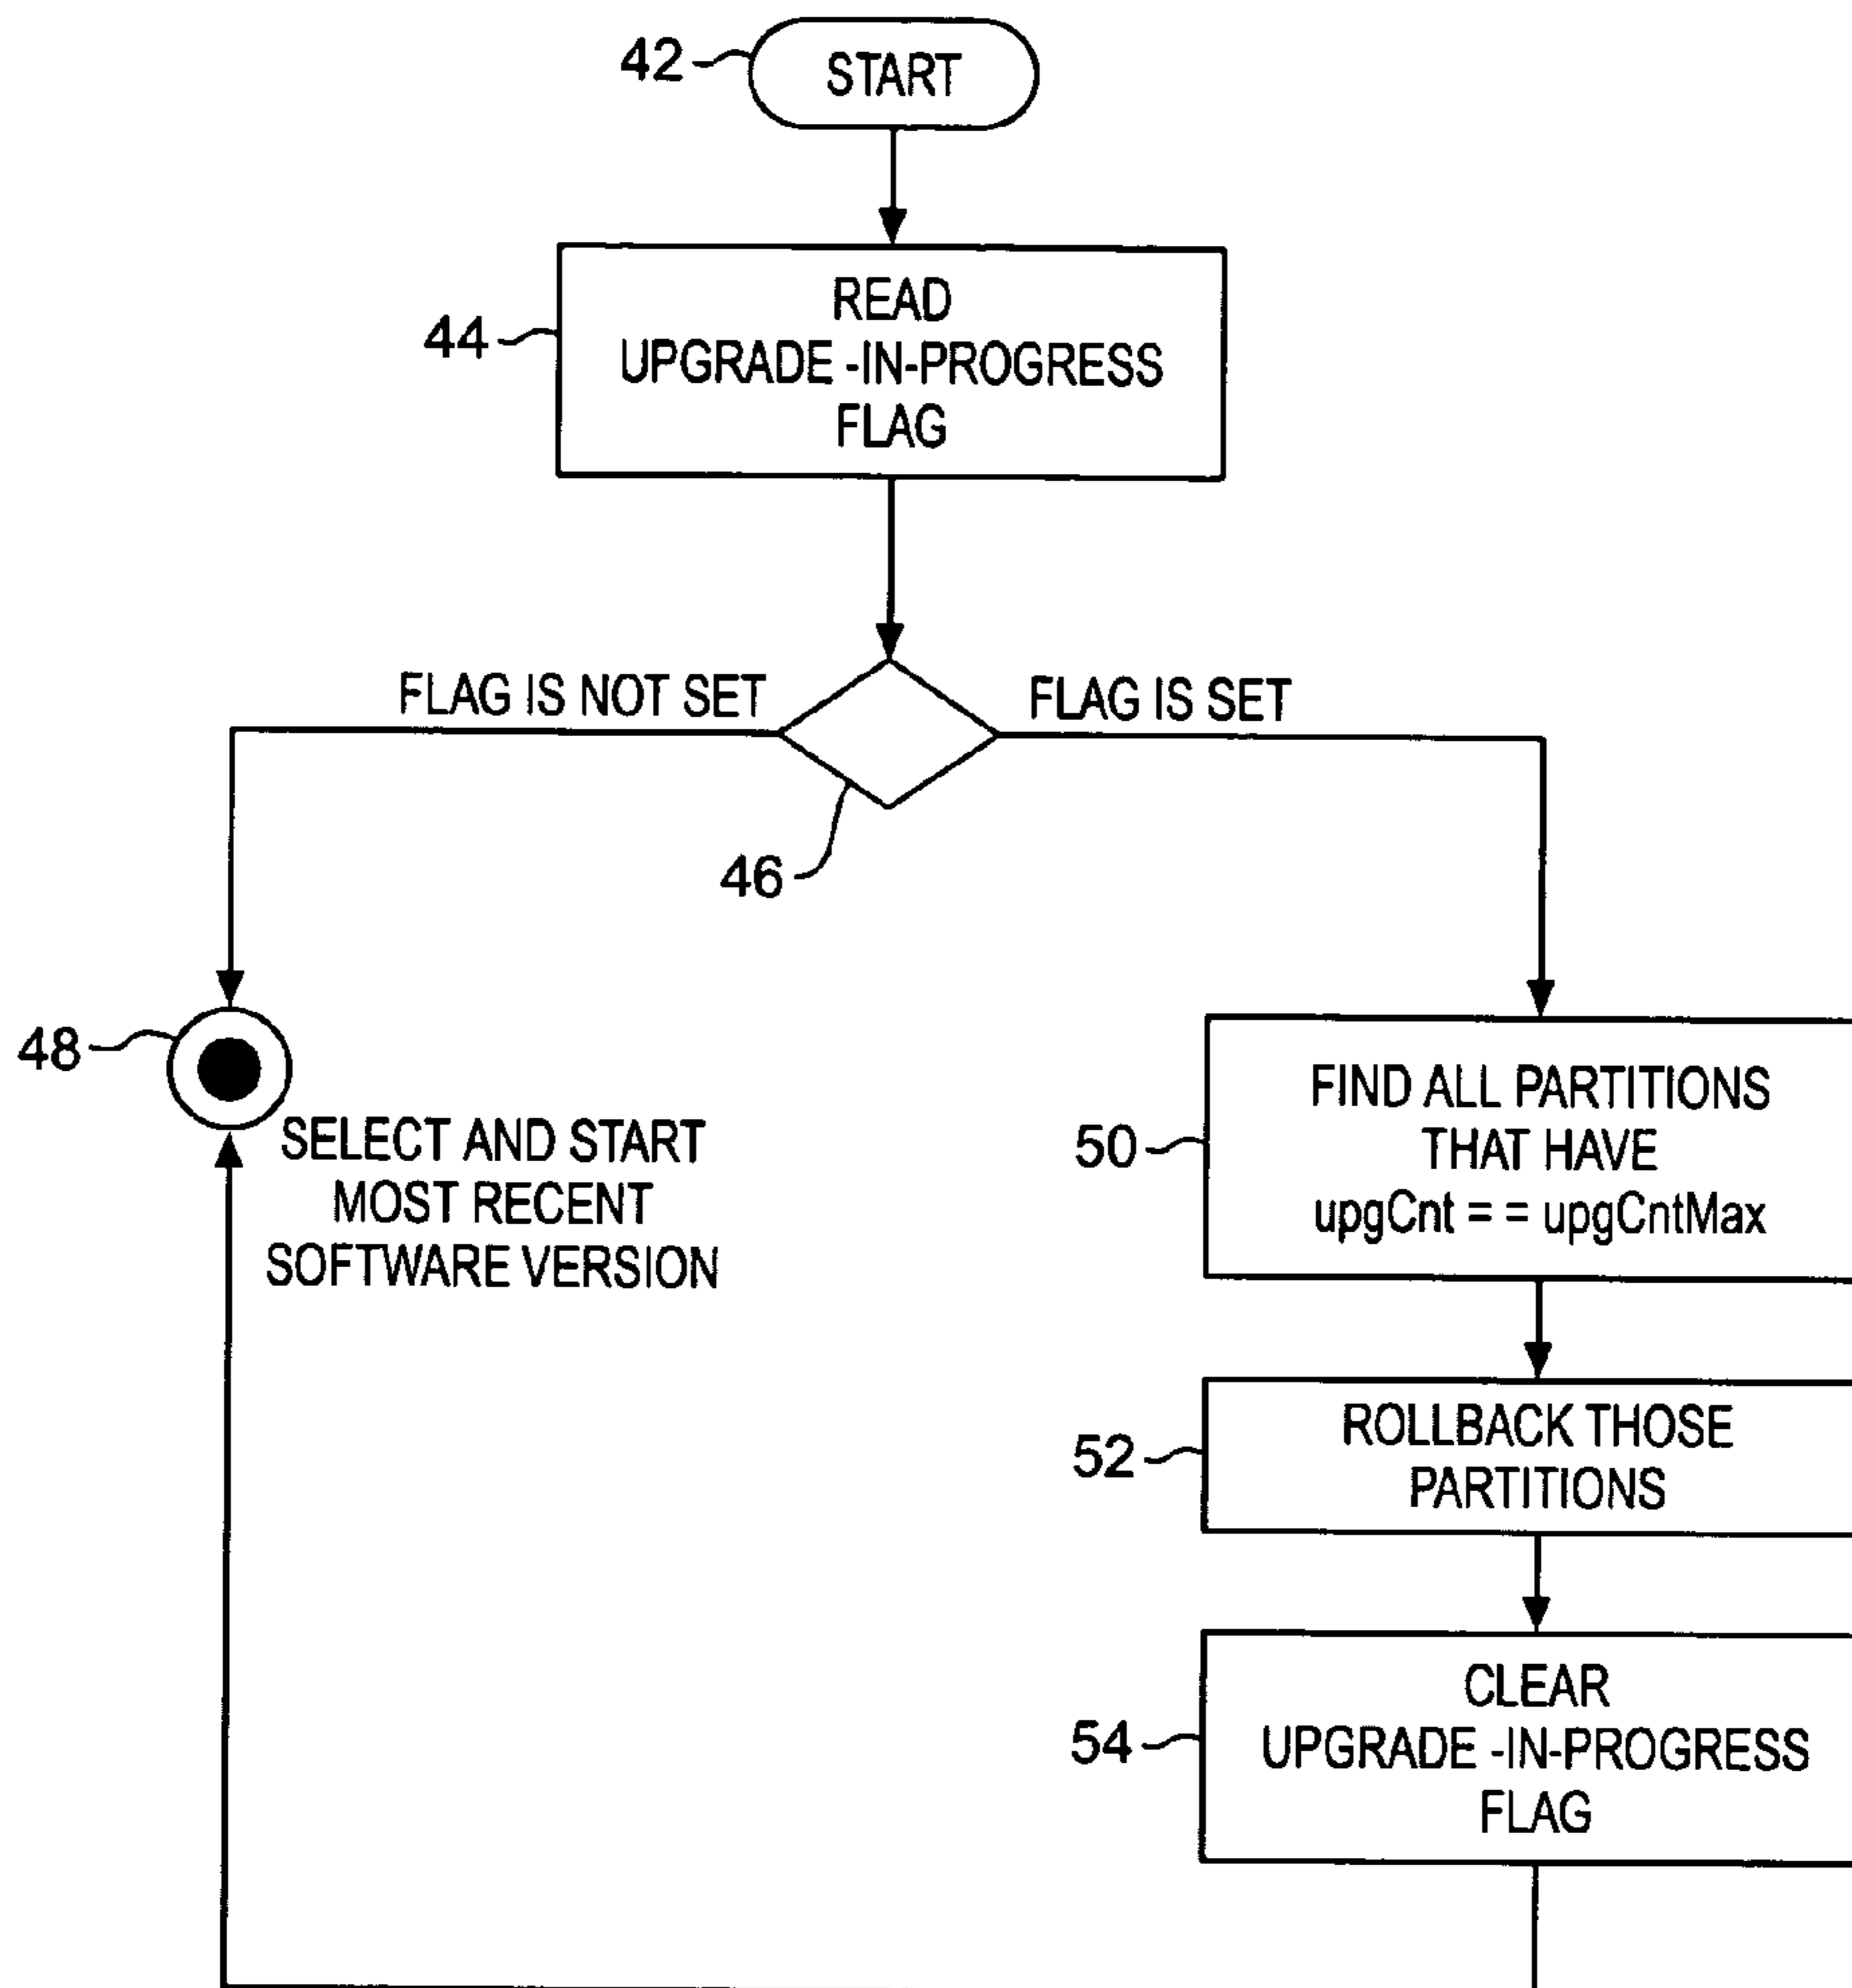 42
START
44
READ
UPGRADE -IN-PROGRESS
FLAG
FLAG IS NOT SET
FLAG IS SET
46
48
SELECT AND START
MOST RECENT
SOFTWARE VERSION
50
FIND ALL PARTITIONS
THAT HAVE
upgCnt = = upgCntMax
52
ROLLBACK THOSE
PARTITIONS
54
CLEAR
UPGRADE -IN-PROGRESS
FLAG